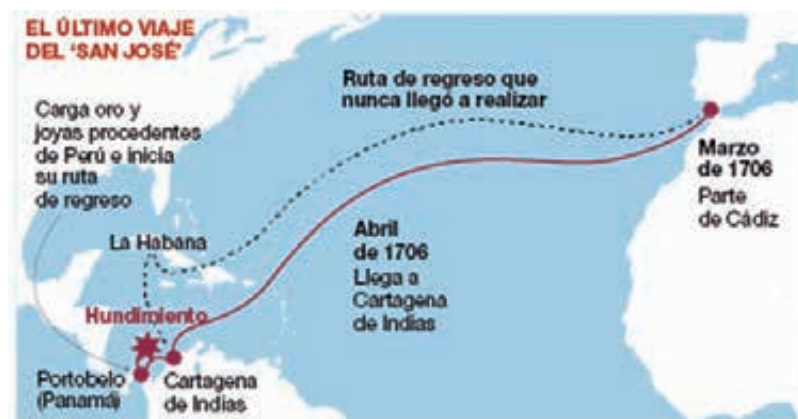 EL ÚLTIMO VIAJE
DEL ‘SAN JOSÉ’
Carga oro y
joyas procedentes
de Perú e inicia
su ruta
de regreso
Ruta de regreso que
nunca llegó a realizar
Marzo
de 1706
Parte
de Cádiz
La Habana
Abril
de 1706
Llega a
Cartagena
de Indias
Hundimiento
Portobelo
(Panamá)
Cartagena
de Indias